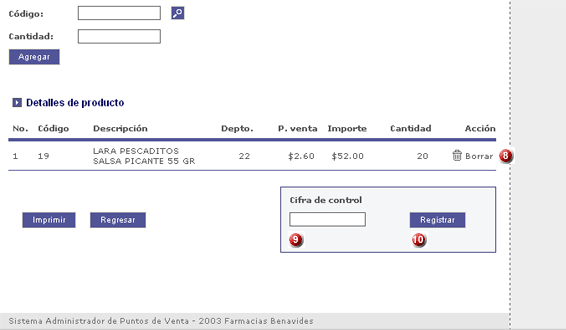 Código:
Cantidad:
Agregar
Detalles de producto
No. Código Descripción Depto. P. venta Importe Cantidad Acción
1 19 LARA PESCADITOS SALSA PICANTE 55 GR 22 $2.60 $52.00 20 Borrar 8
Cifra de control
Imprimir Regresar Registrar
9 10
Sistema Administrador de Puntos de Venta - 2003 Farmacias Benavides